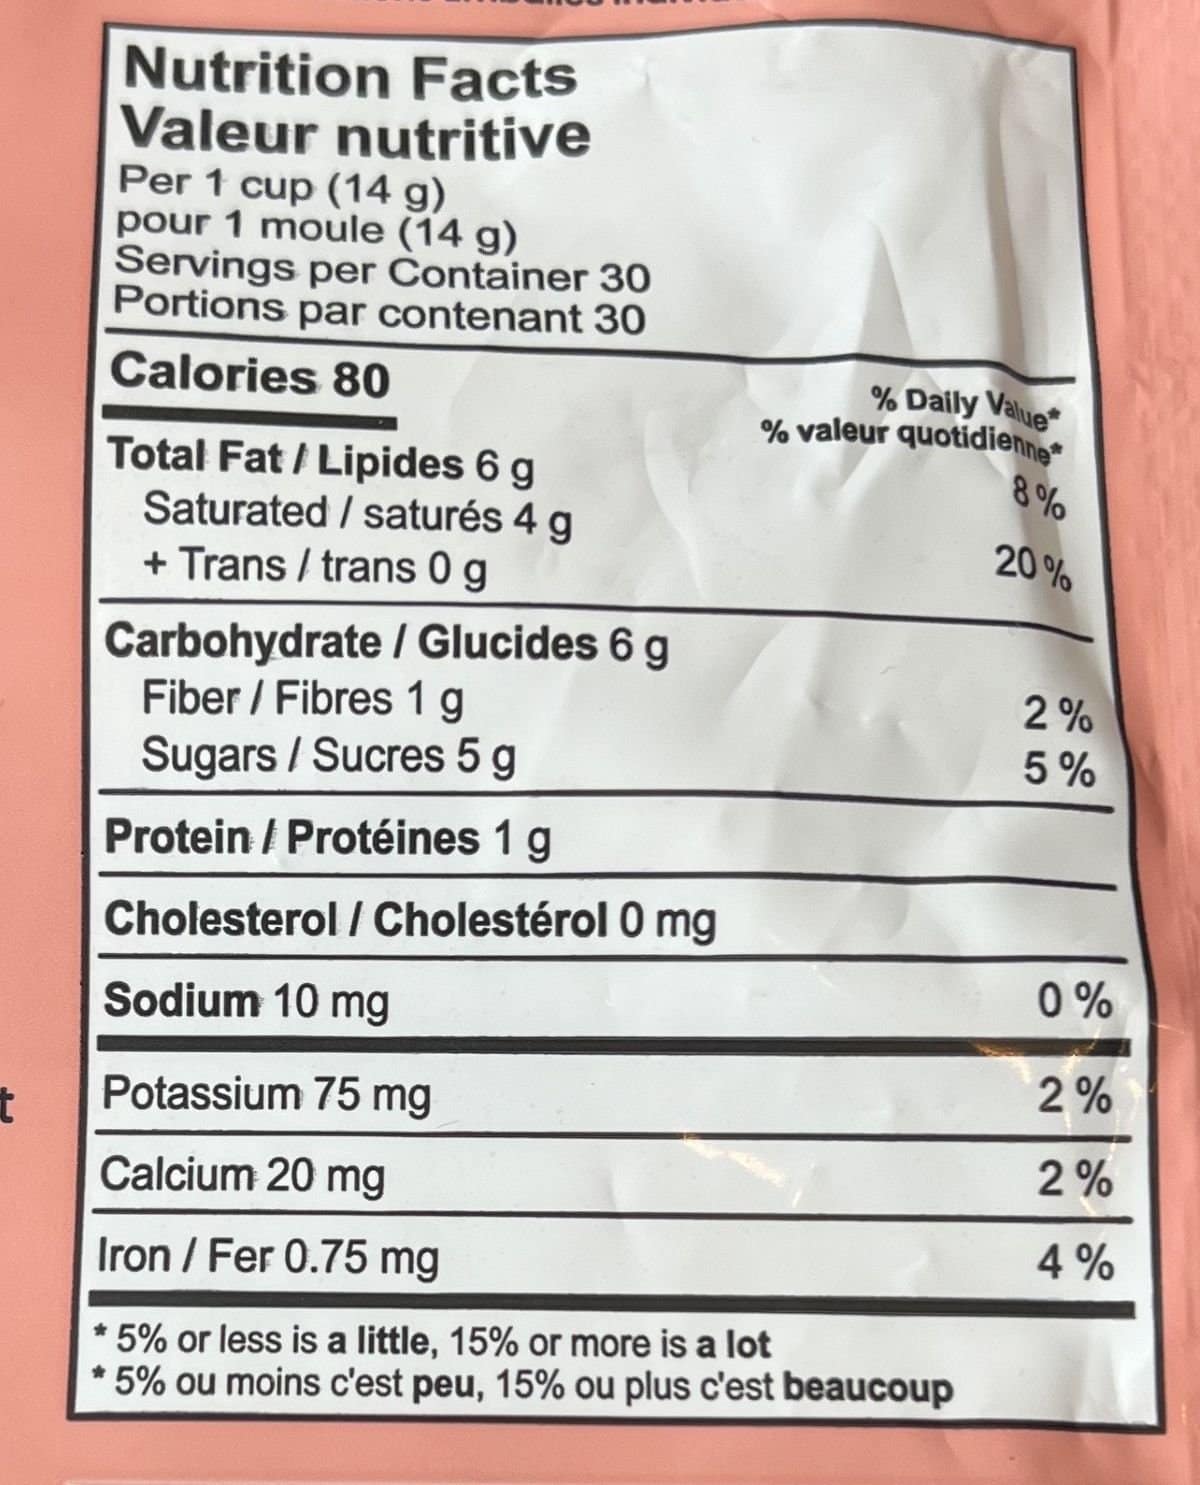 Nutrition Facts
Valeur nutritive
Per 1 cup (14 g)
pour 1 moule (14 g)
Servings per Container 30
Portions par contenant 30
Calories 80
% Daily Value*
% valeur quotidienne*
Total Fat / Lipides 6 g 8 %
Saturated / saturés 4 g
+ Trans / trans 0 g 20 %
Carbohydrate / Glucides 6 g
Fiber / Fibres 1 g 2 %
Sugars / Sucres 5 g 5 %
Protein / Protéines 1 g
Cholesterol / Cholestérol 0 mg
Sodium 10 mg 0 %
Potassium 75 mg 2 %
Calcium 20 mg 2 %
Iron / Fer 0.75 mg 4 %
* 5% or less is a little, 15% or more is a lot
* 5% ou moins c'est peu, 15% ou plus c'est beaucoup